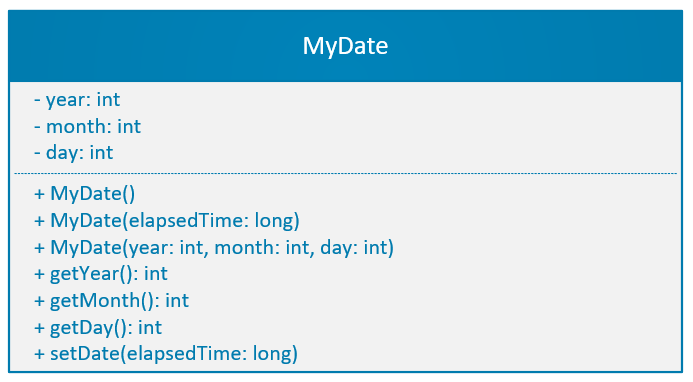 MyDate
- year: int
- month: int
- day: int
+ MyDate()
+ MyDate(elapsedTime: long)
+ MyDate(year: int, month: int, day: int)
+ getYear(): int
+ getMonth(): int
+ getDay(): int
+ setDate(elapsedTime: long)